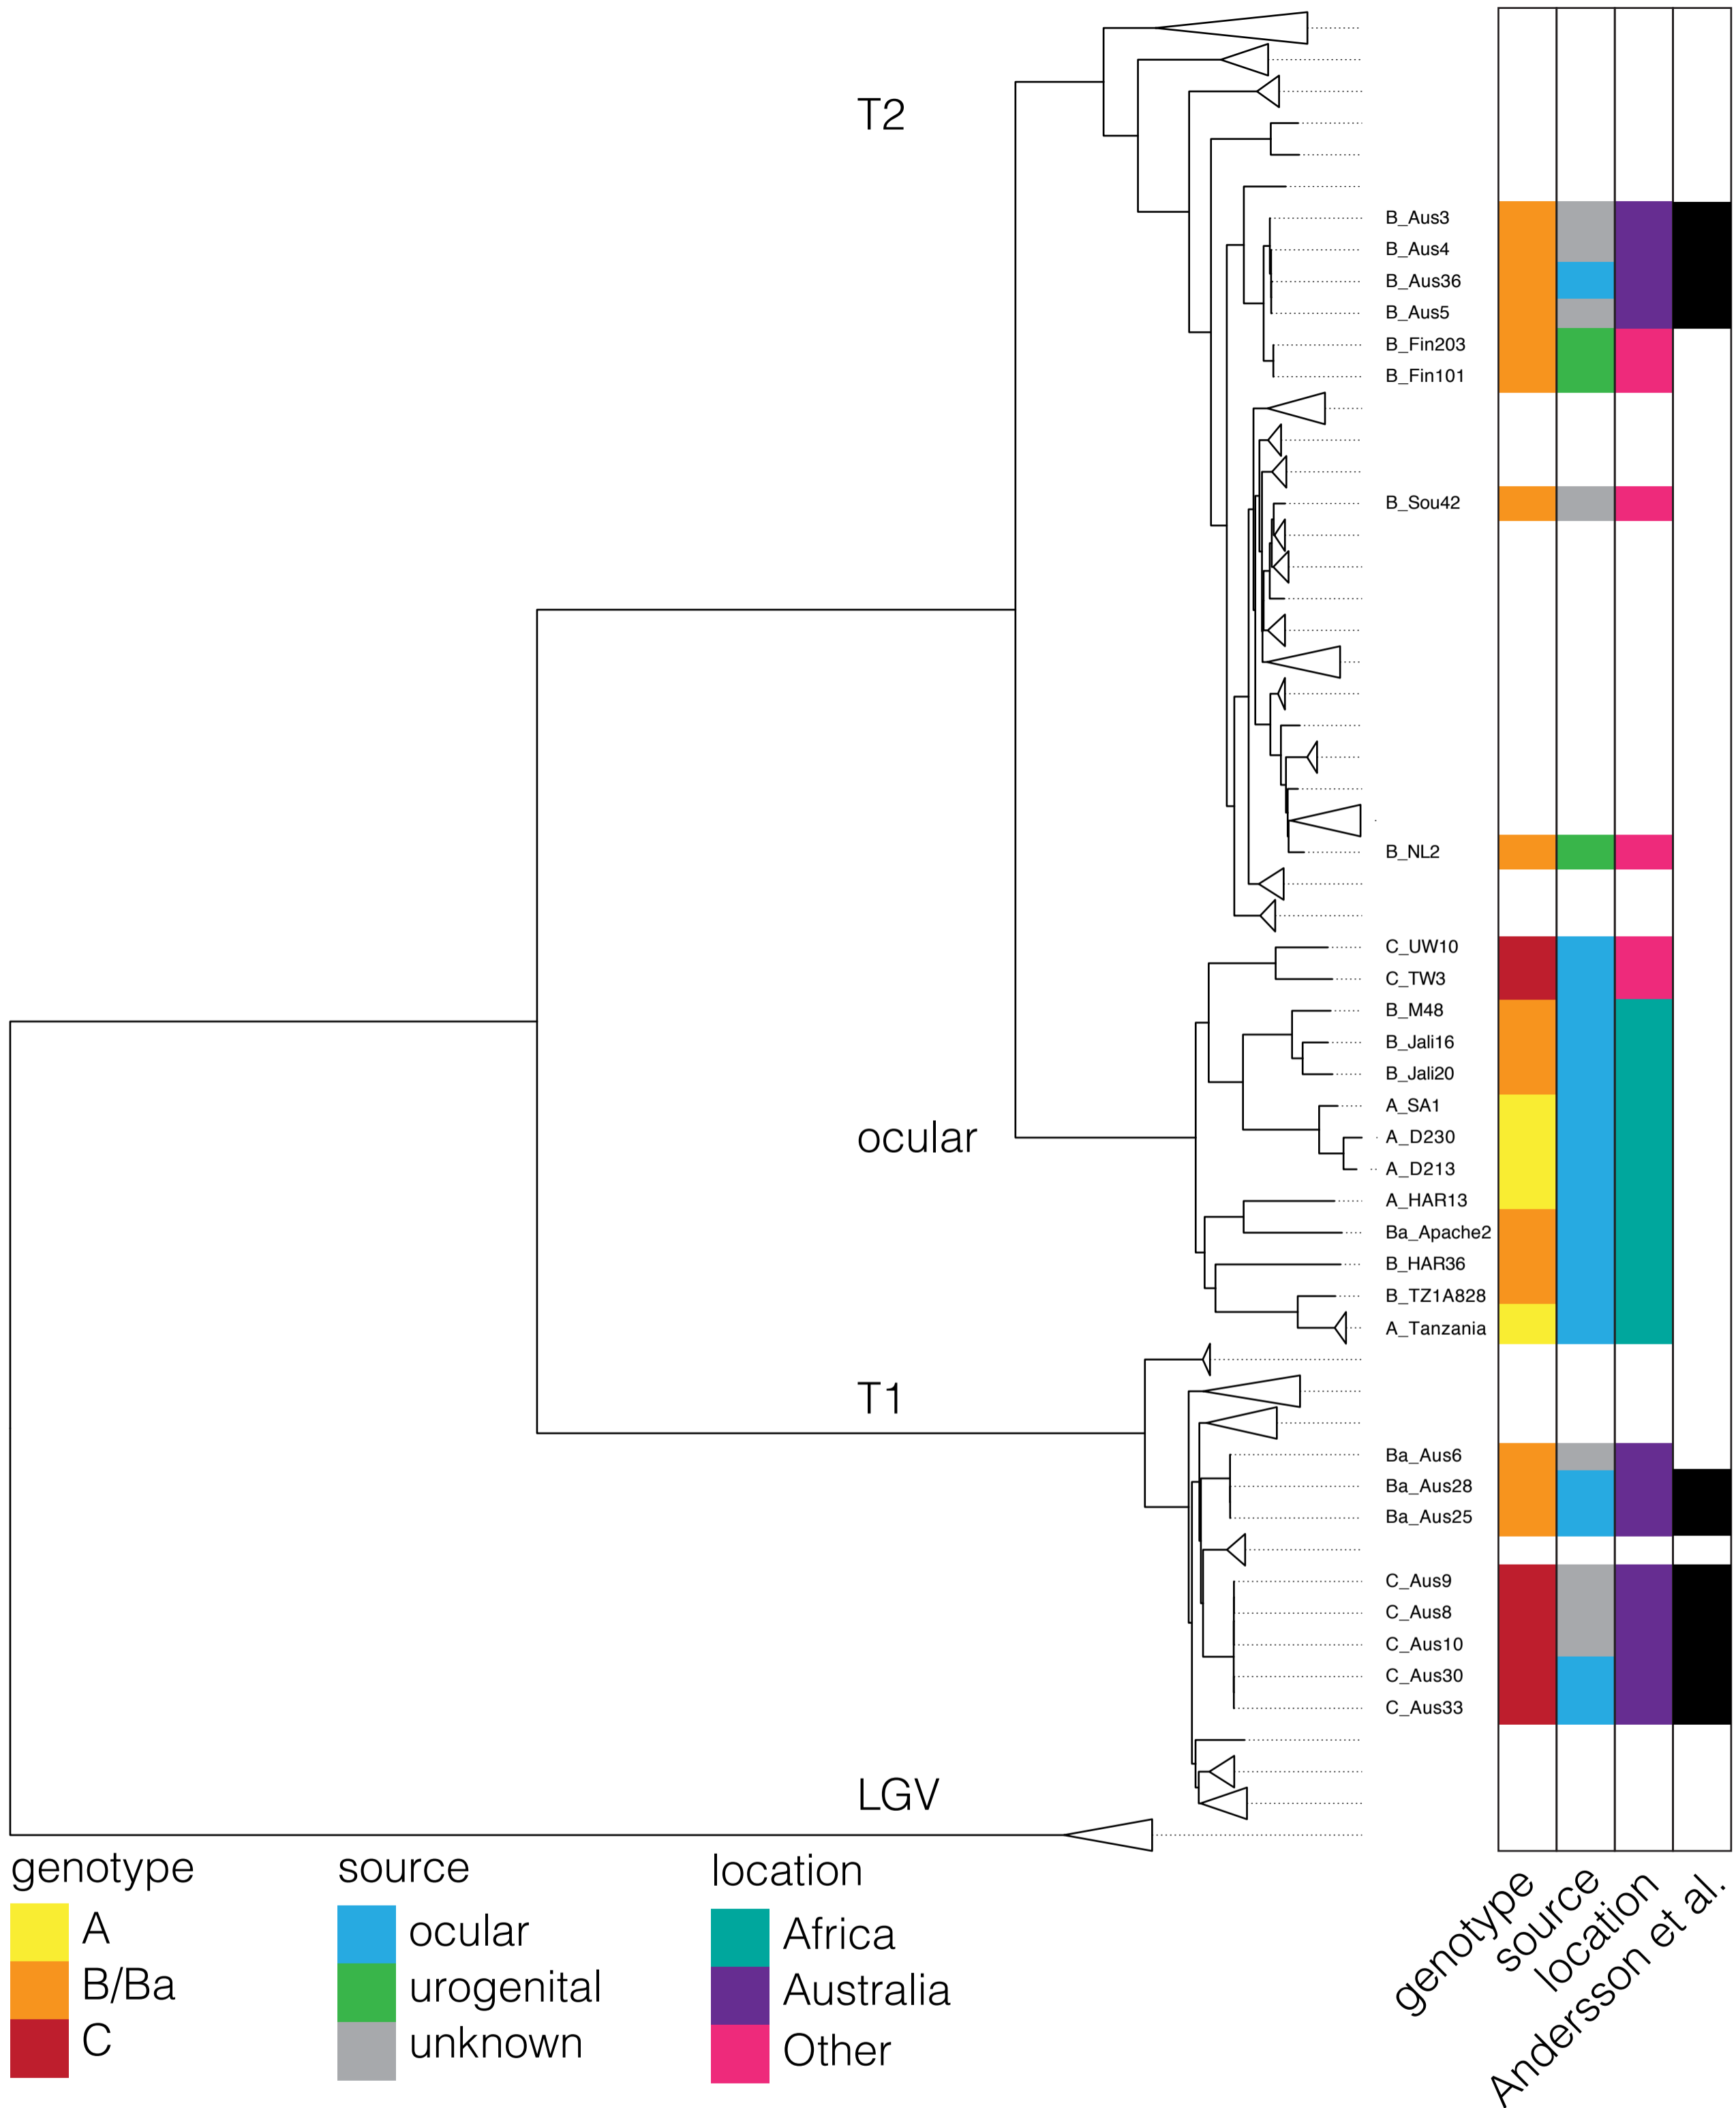 T2
B_Aus3
B_Aus4
B_Aus36
B_Aus5
B_Fin203
B_Fin101
B_Sou42
B_NL2
C_UW10
C_TW3
B_M48
B_Jali16
B_Jali20
A_SA1
ocular
A_D230
A_D213
A_HAR13
Ba_Apache2
B_HAR36
B_TZ1A828
A_Tanzania
T1
Ba_Aus6
Ba_Aus28
Ba_Aus25
C_Aus9
C_Aus8
C_Aus10
C_Aus30
C_Aus33
LGV
genotype
A
B/Ba
C
source
ocular
urogenital
unknown
location
Africa
Australia
Other
genotype
source
location
Andersson et al.